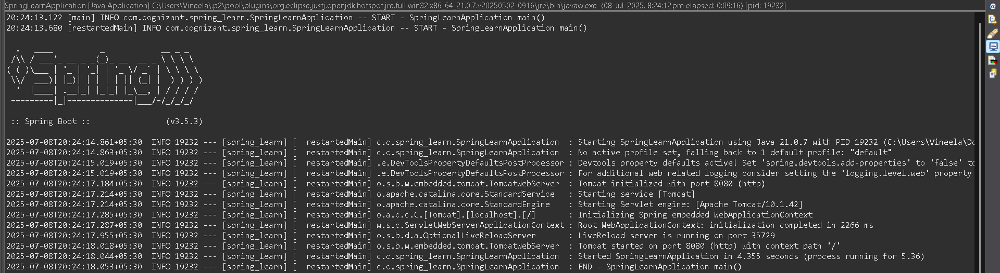 SpringLearnApplication [Java Application] C:\Users\Vineela\.p2\pool\plugins\org.eclipse.justj.openjdk.hotspot.jre.full.win32.x86_64_21.0.7.v20250502-0916\jre\bin\javaw.exe  (08-Jul-2025, 8:24:12 pm elapsed: 0:09:16) [pid: 19232]
20:24:13.122 [main] INFO com.cognizant.spring_learn.SpringLearnApplication -- START - SpringLearnApplication main()
20:24:13.680 [restartedMain] INFO com.cognizant.spring_learn.SpringLearnApplication -- START - SpringLearnApplication main()
  .   ____          _            __ _ _
 /\\ / ___'_ __ _ _(_)_ __  __ _ \ \ \ \
( ( )\___ | '_ | '_| | '_ \/ _` | \ \ \ \
 \\/  ___)| |_)| | | | | || (_| |  ) ) ) )
  '  |____| .__|_| |_|_| |_\__, | / / / /
 =========|_|==============|___/=/_/_/_/
 :: Spring Boot ::                (v3.5.3)
2025-07-08T20:24:14.861+05:30  INFO 19232 --- [spring_learn] [  restartedMain] c.c.spring_learn.SpringLearnApplication  : Starting SpringLearnApplication using Java 21.0.7 with PID 19232 (C:\Users\Vineela\Do
2025-07-08T20:24:14.863+05:30  INFO 19232 --- [spring_learn] [  restartedMain] c.c.spring_learn.SpringLearnApplication  : No active profile set, falling back to 1 default profile: "default"
2025-07-08T20:24:15.019+05:30  INFO 19232 --- [spring_learn] [  restartedMain] .e.DevToolsPropertyDefaultsPostProcessor : Devtools property defaults active! Set 'spring.devtools.add-properties' to 'false' to
2025-07-08T20:24:15.019+05:30  INFO 19232 --- [spring_learn] [  restartedMain] .e.DevToolsPropertyDefaultsPostProcessor : For additional web related logging consider setting the 'logging.level.web' property
2025-07-08T20:24:17.184+05:30  INFO 19232 --- [spring_learn] [  restartedMain] o.s.b.w.embedded.tomcat.TomcatWebServer  : Tomcat initialized with port 8080 (http)
2025-07-08T20:24:17.214+05:30  INFO 19232 --- [spring_learn] [  restartedMain] o.apache.catalina.core.StandardService   : Starting service [Tomcat]
2025-07-08T20:24:17.214+05:30  INFO 19232 --- [spring_learn] [  restartedMain] o.apache.catalina.core.StandardEngine    : Starting Servlet engine: [Apache Tomcat/10.1.42]
2025-07-08T20:24:17.285+05:30  INFO 19232 --- [spring_learn] [  restartedMain] o.a.c.c.C.[Tomcat].[localhost].[/]       : Initializing Spring embedded WebApplicationContext
2025-07-08T20:24:17.287+05:30  INFO 19232 --- [spring_learn] [  restartedMain] w.s.c.ServletWebServerApplicationContext : Root WebApplicationContext: initialization completed in 2266 ms
2025-07-08T20:24:17.955+05:30  INFO 19232 --- [spring_learn] [  restartedMain] o.s.b.d.a.OptionalLiveReloadServer       : LiveReload server is running on port 35729
2025-07-08T20:24:18.018+05:30  INFO 19232 --- [spring_learn] [  restartedMain] o.s.b.w.embedded.tomcat.TomcatWebServer  : Tomcat started on port 8080 (http) with context path '/'
2025-07-08T20:24:18.044+05:30  INFO 19232 --- [spring_learn] [  restartedMain] c.c.spring_learn.SpringLearnApplication  : Started SpringLearnApplication in 4.355 seconds (process running for 5.36)
2025-07-08T20:24:18.053+05:30  INFO 19232 --- [spring_learn] [  restartedMain] c.c.spring_learn.SpringLearnApplication  : END - SpringLearnApplication main()